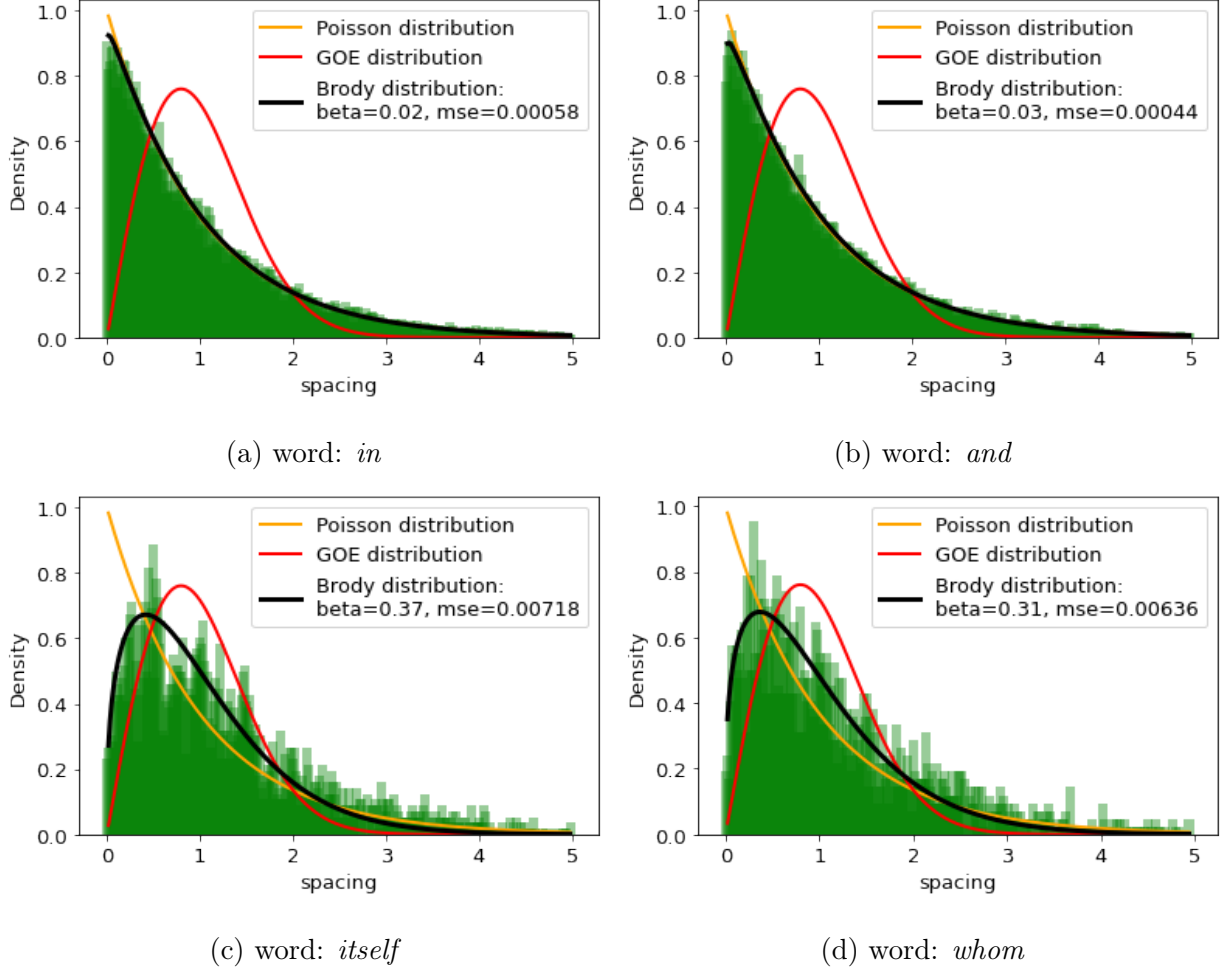 1.0
0.8
0.6
0.4
0.2
0.0
Density
Poisson distribution
GOE distribution
Brody distribution:
beta=0.02, mse=0.00058
0 1 2 3 4 5
spacing
(a) word: in
1.0
0.8
0.6
0.4
0.2
0.0
Density
Poisson distribution
GOE distribution
Brody distribution:
beta=0.03, mse=0.00044
0 1 2 3 4 5
spacing
(b) word: and
1.0
0.8
0.6
0.4
0.2
0.0
Density
Poisson distribution
GOE distribution
Brody distribution:
beta=0.37, mse=0.00718
0 1 2 3 4 5
spacing
(c) word: itself
1.0
0.8
0.6
0.4
0.2
0.0
Density
Poisson distribution
GOE distribution
Brody distribution:
beta=0.31, mse=0.00636
0 1 2 3 4 5
spacing
(d) word: whom